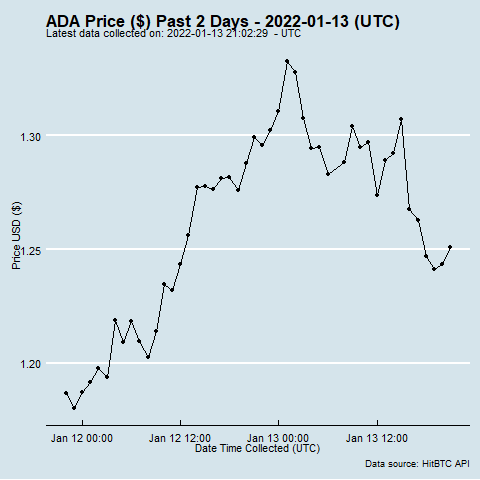 ADA Price ($) Past 2 Days - 2022-01-13 (UTC)
Latest data collected on: 2022-01-13 21:02:29 - UTC
1.30
1.25
1.20
Price USD ($)
Jan 12 00:00
Jan 12 12:00
Jan 13 00:00
Jan 13 12:00
Date Time Collected (UTC)
Data source: HitBTC API